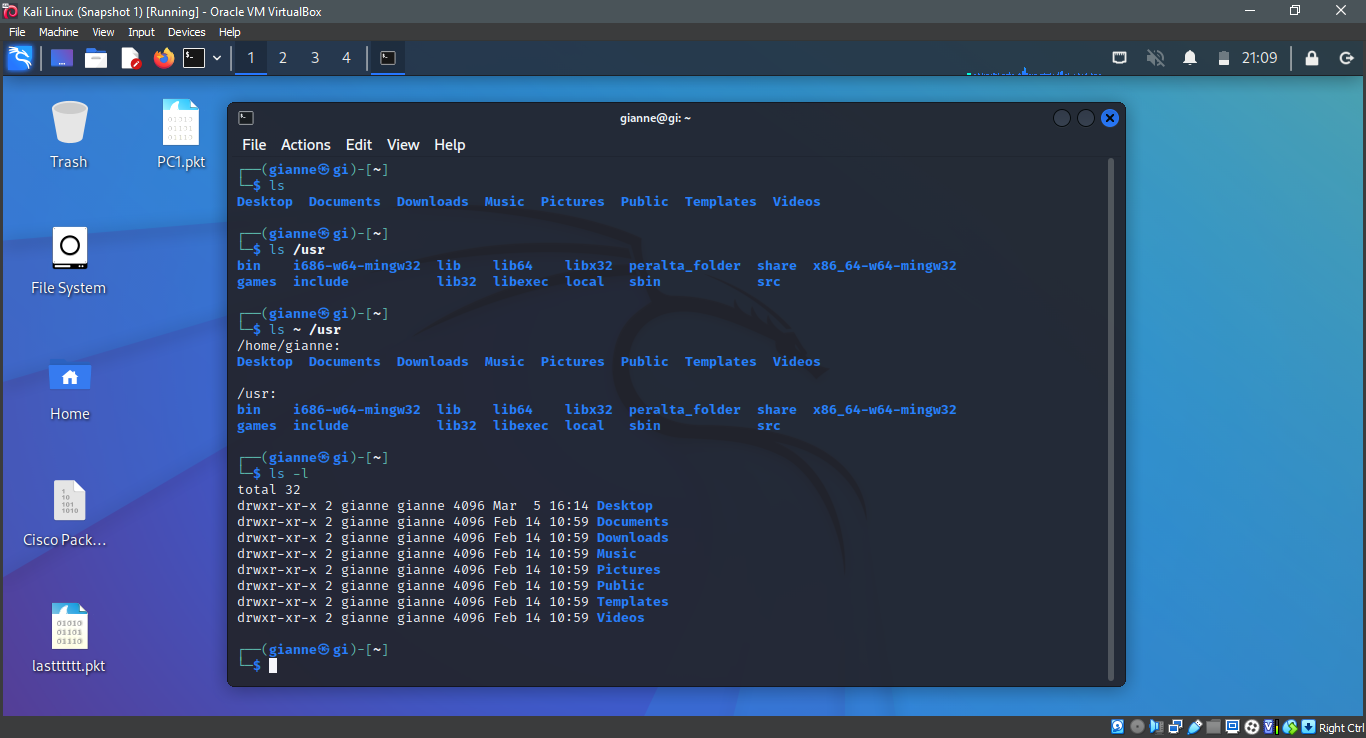 Kali Linux (Snapshot 1) [Running] - Oracle VM VirtualBox
File Machine View Input Devices Help
1 2 3 4 21:09
Trash
PC1.pkt
File System
Home
Cisco Pack...
lastttttt.pkt
gianne@gi: ~
File Actions Edit View Help
┌──(gianne㉿gi)-[~]
└─$ ls
Desktop Documents Downloads Music Pictures Public Templates Videos
┌──(gianne㉿gi)-[~]
└─$ ls /usr
bin i686-w64-mingw32 lib lib64 libx32 peralta_folder share x86_64-w64-mingw32
games include lib32 libexec local sbin src
┌──(gianne㉿gi)-[~]
└─$ ls ~ /usr
/home/gianne:
Desktop Documents Downloads Music Pictures Public Templates Videos
/usr:
bin i686-w64-mingw32 lib lib64 libx32 peralta_folder share x86_64-w64-mingw32
games include lib32 libexec local sbin src
┌──(gianne㉿gi)-[~]
└─$ ls -l
total 32
drwxr-xr-x 2 gianne gianne 4096 Mar 5 16:14 Desktop
drwxr-xr-x 2 gianne gianne 4096 Feb 14 10:59 Documents
drwxr-xr-x 2 gianne gianne 4096 Feb 14 10:59 Downloads
drwxr-xr-x 2 gianne gianne 4096 Feb 14 10:59 Music
drwxr-xr-x 2 gianne gianne 4096 Feb 14 10:59 Pictures
drwxr-xr-x 2 gianne gianne 4096 Feb 14 10:59 Public
drwxr-xr-x 2 gianne gianne 4096 Feb 14 10:59 Templates
drwxr-xr-x 2 gianne gianne 4096 Feb 14 10:59 Videos
┌──(gianne㉿gi)-[~]
└─$
Right Ctrl